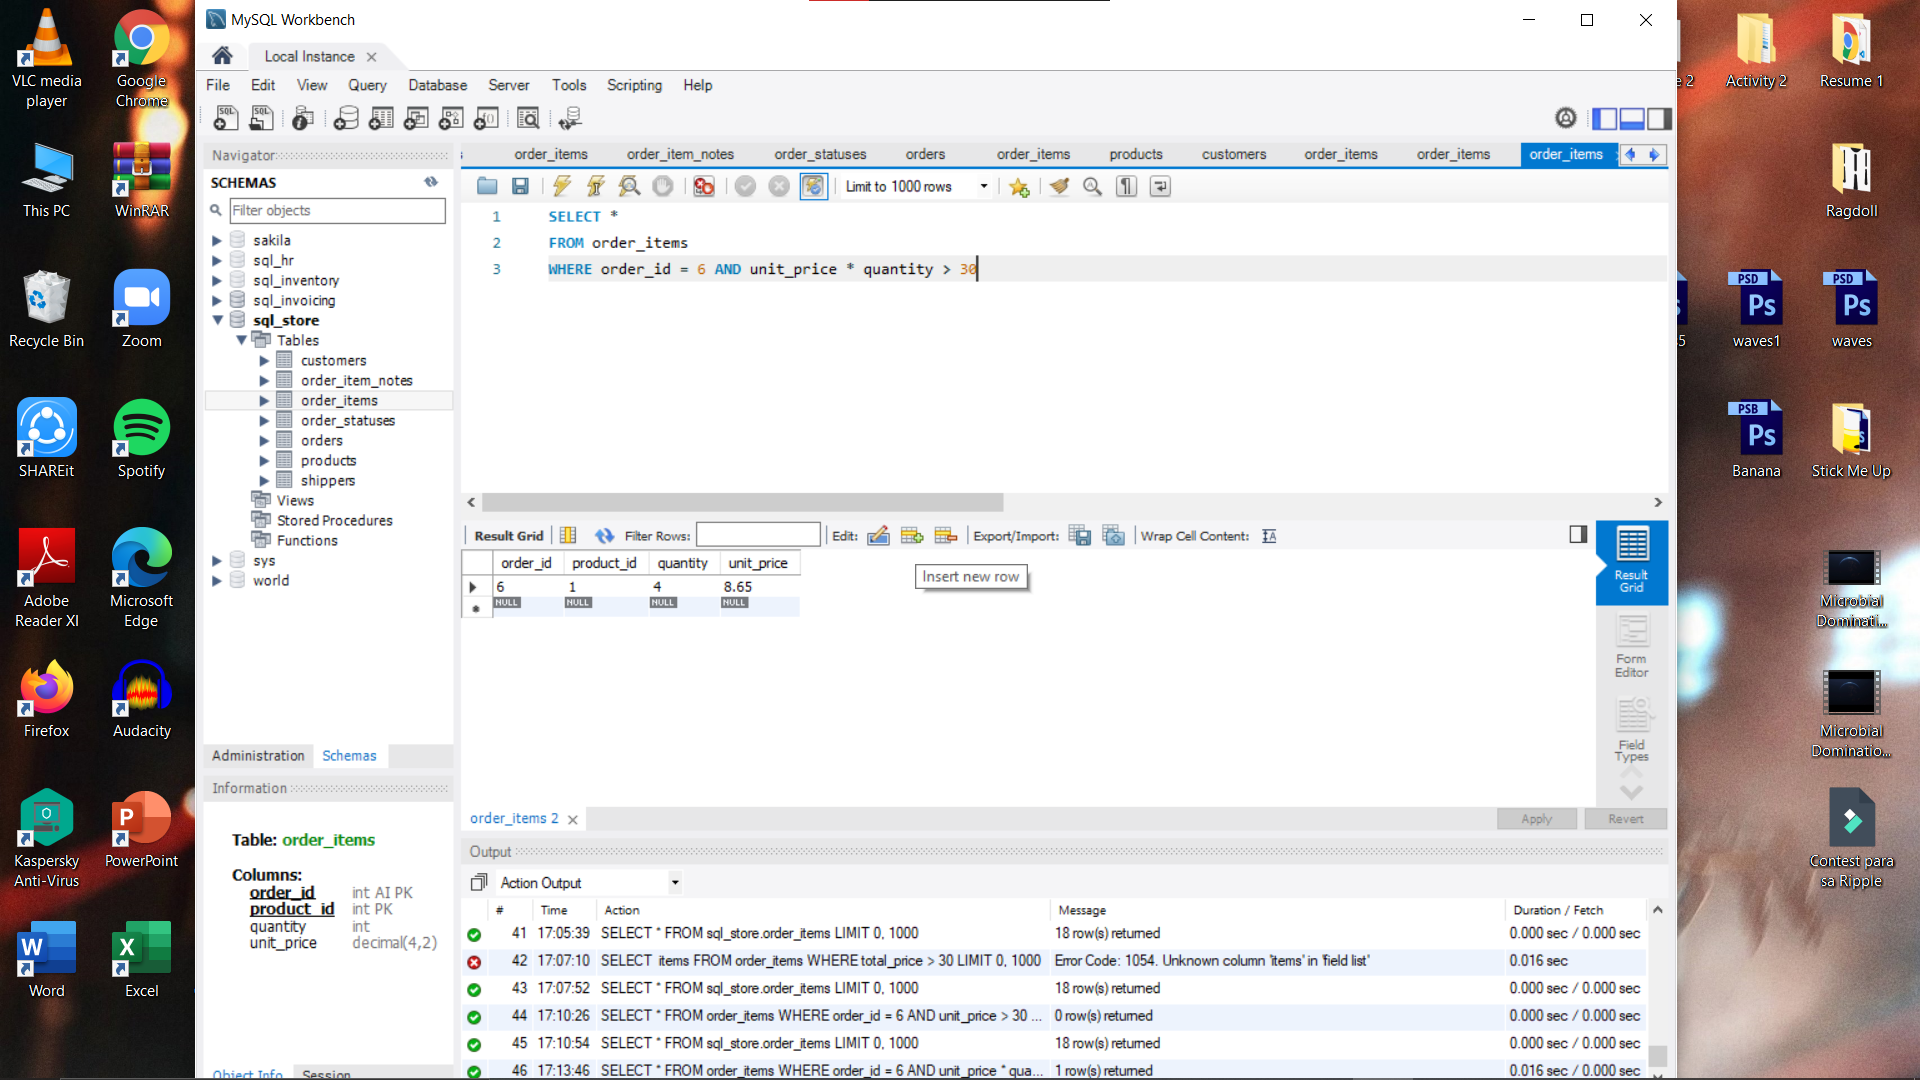 MySQL Workbench
Local Instance
File Edit View Query Database Server Tools Scripting Help
Navigator
SCHEMAS
Filter objects
sakila
sql_hr
sql_inventory
sql_invoicing
sql_store
Tables
customers
order_item_notes
order_items
order_statuses
orders
products
shippers
Views
Stored Procedures
Functions
sys
world
Administration Schemas
Information
Table: order_items
Columns:
order_id int AI PK
product_id int PK
quantity int
unit_price decimal(4,2)
Object Info Session
order_items order_item_notes order_statuses orders order_items products customers order_items order_items order_items
Limit to 1000 rows
1 SELECT *
2 FROM order_items
3 WHERE order_id = 6 AND unit_price * quantity > 30
Result Grid Filter Rows: Edit: Export/Import: Wrap Cell Content:
order_id product_id quantity unit_price
6 1 4 8.65
NULL NULL NULL NULL
Insert new row
Result Grid
Form Editor
Field Types
order_items 2
Apply Revert
Output
Action Output
# Time Action Message Duration / Fetch
41 17:05:39 SELECT * FROM sql_store.order_items LIMIT 0, 1000 18 row(s) returned 0.000 sec / 0.000 sec
42 17:07:10 SELECT items FROM order_items WHERE total_price > 30 LIMIT 0, 1000 Error Code: 1054. Unknown column 'items' in 'field list' 0.016 sec
43 17:07:52 SELECT * FROM sql_store.order_items LIMIT 0, 1000 18 row(s) returned 0.000 sec / 0.000 sec
44 17:10:26 SELECT * FROM order_items WHERE order_id = 6 AND unit_price > 30 ... 0 row(s) returned 0.000 sec / 0.000 sec
45 17:10:54 SELECT * FROM sql_store.order_items LIMIT 0, 1000 18 row(s) returned 0.000 sec / 0.000 sec
46 17:13:46 SELECT * FROM order_items WHERE order_id = 6 AND unit_price * qua... 1 row(s) returned 0.016 sec / 0.000 sec
VLC media player
Google Chrome
This PC
WinRAR
Recycle Bin
Zoom
SHAREit
Spotify
Adobe Reader XI
Microsoft Edge
Firefox
Audacity
Kaspersky Anti-Virus
PowerPoint
Word
Excel
Activity 2
Resume 1
Ragdoll
PSD Ps
waves1
PSD Ps
waves
PSB Ps
Banana
Stick Me Up
Microbial Dominati...
Microbial Dominatio...
Contest para sa Ripple